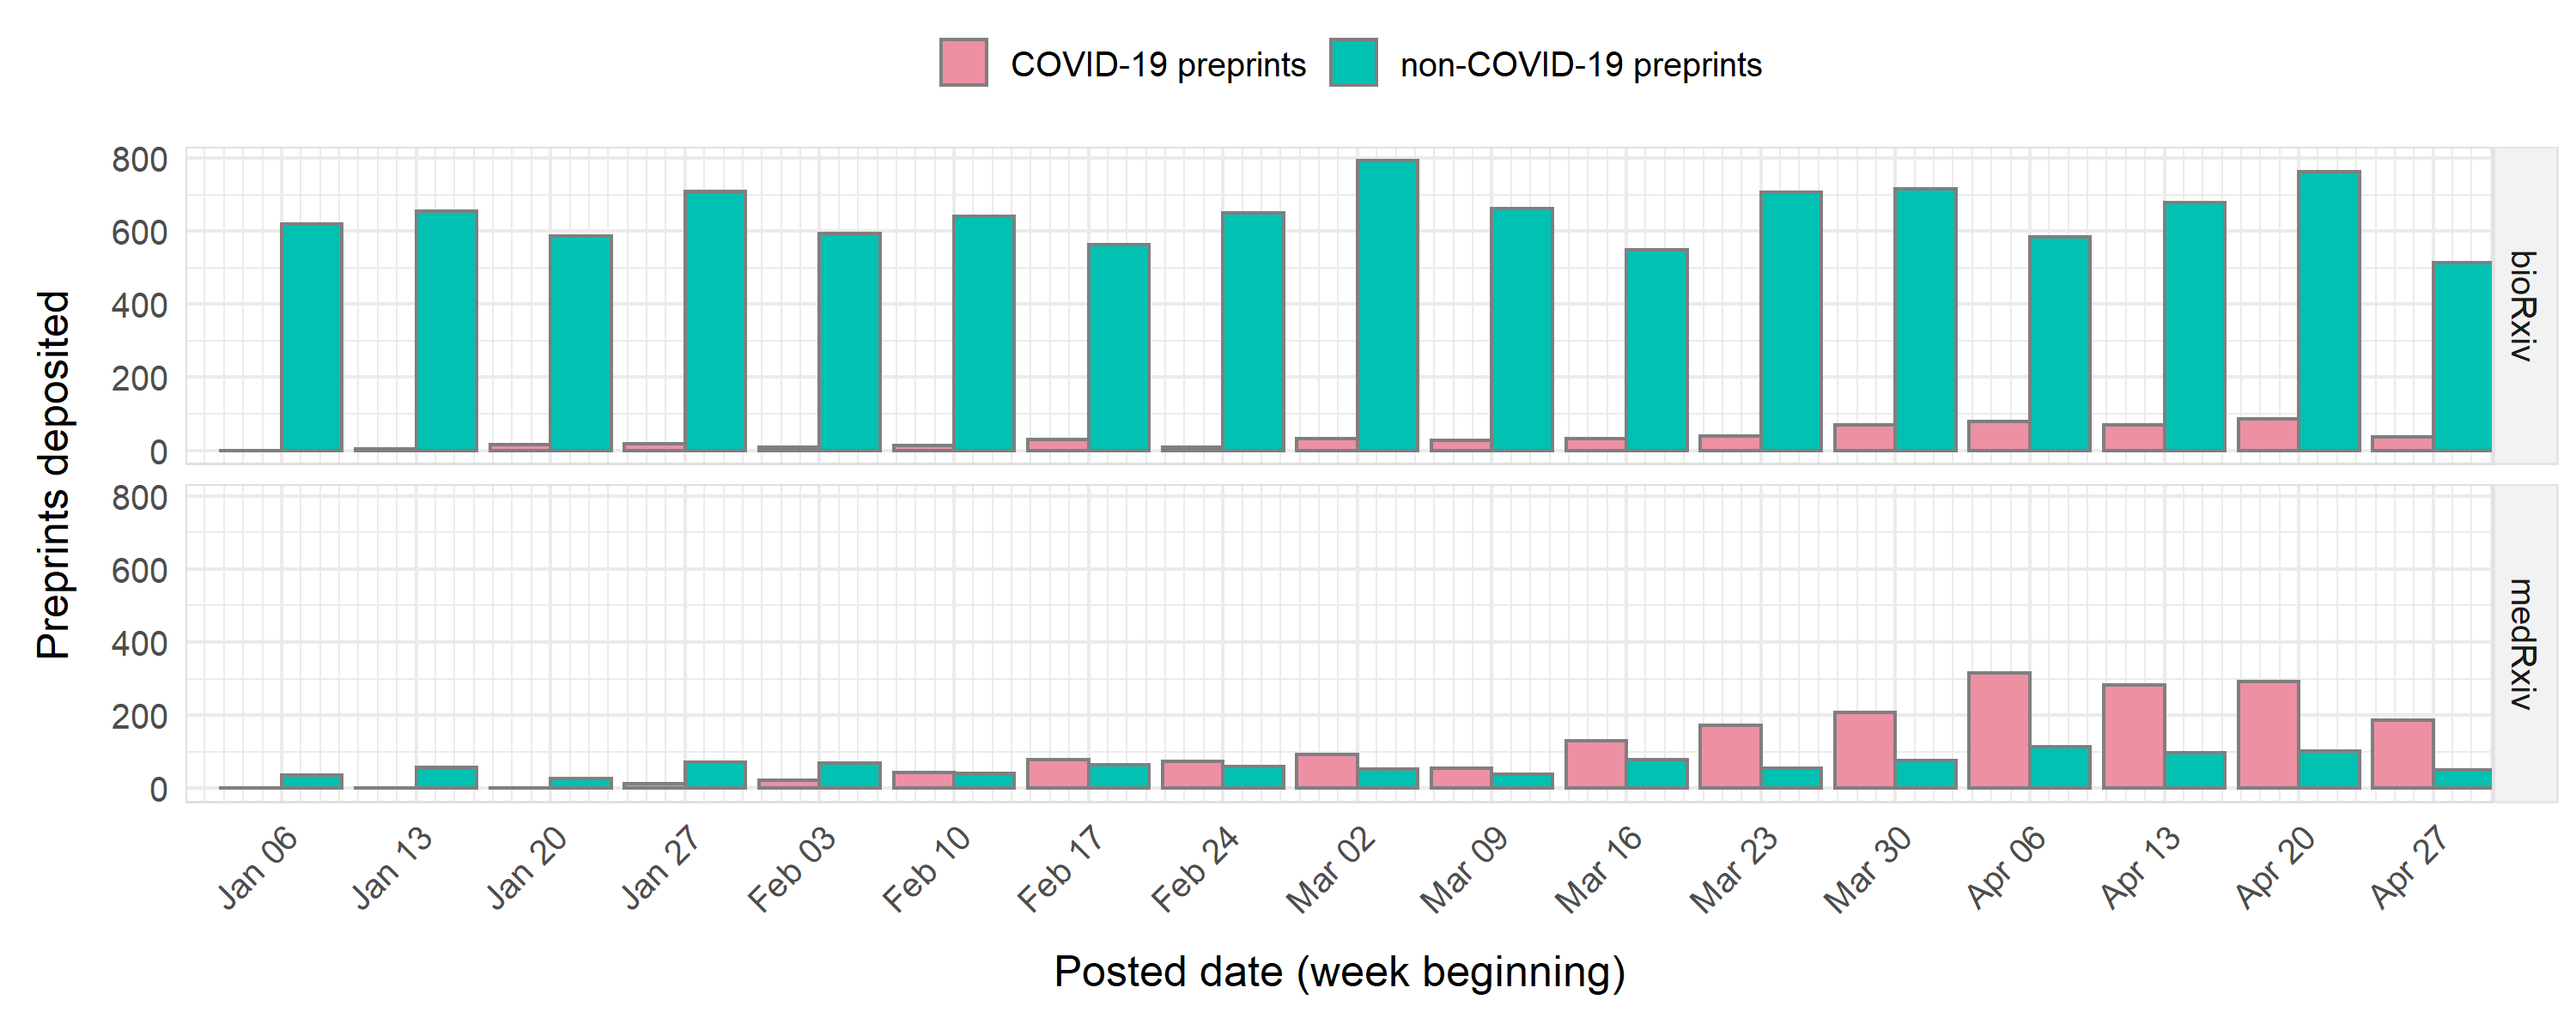 COVID-19 preprints
non-COVID-19 preprints
Preprints deposited
800
600
400
200
0
bioRxiv
800
600
400
200
0
medRxiv
Jan 06
Jan 13
Jan 20
Jan 27
Feb 03
Feb 10
Feb 17
Feb 24
Mar 02
Mar 09
Mar 16
Mar 23
Mar 30
Apr 06
Apr 13
Apr 20
Apr 27
Posted date (week beginning)